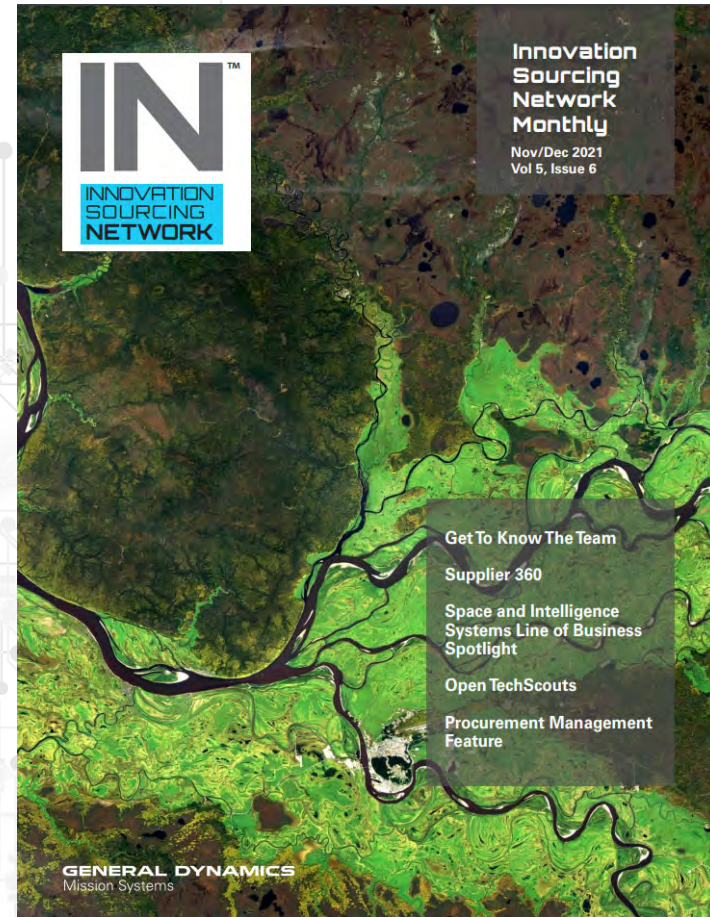 IN™
INNOVATION
SOURCING
NETWORK
Innovation
Sourcing
Network
Monthly
Nov/Dec 2021
Vol 5, Issue 6
Get To Know The Team
Supplier 360
Space and Intelligence
Systems Line of Business
Spotlight
Open TechScouts
Procurement Management
Feature
GENERAL DYNAMICS
Mission Systems